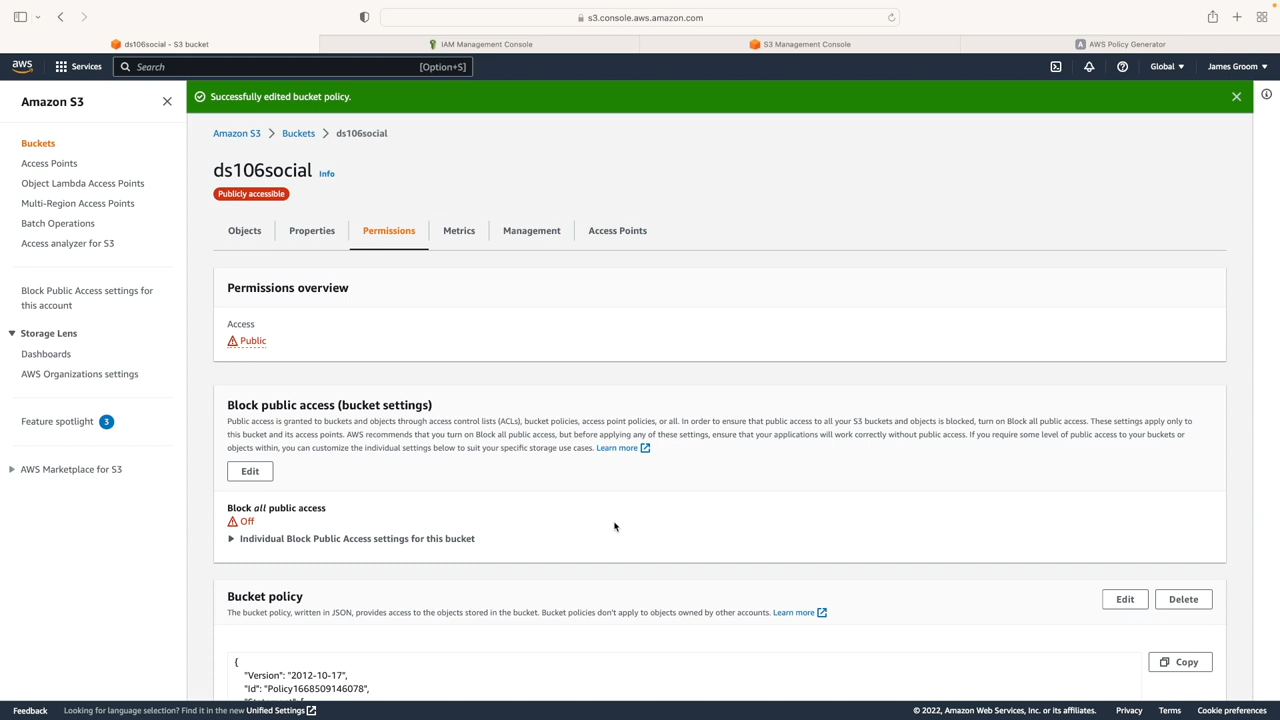 s3.console.aws.amazon.com
ds106social - S3 bucket
IAM Management Console
S3 Management Console
AWS Policy Generator
aws
Services
Search
[Option+S]
Global
James Groom
Amazon S3
Successfully edited bucket policy.
Buckets
Access Points
Object Lambda Access Points
Multi-Region Access Points
Batch Operations
Access analyzer for S3
Block Public Access settings for
this account
Storage Lens
Dashboards
AWS Organizations settings
Feature spotlight 3
AWS Marketplace for S3
Amazon S3 > Buckets > ds106social
ds106social Info
Publicly accessible
Objects
Properties
Permissions
Metrics
Management
Access Points
Permissions overview
Access
Public
Block public access (bucket settings)
Public access is granted to buckets and objects through access control lists (ACLs), bucket policies, access point policies, or all. In order to ensure that public access to all your S3 buckets and objects is blocked, turn on Block all public access. These settings apply only to
this bucket and its access points. AWS recommends that you turn on Block all public access, but before applying any of these settings, ensure that your applications will work correctly without public access. If you require some level of public access to your buckets or
objects within, you can customize the individual settings below to suit your specific storage use cases. Learn more
Edit
Block all public access
Off
Individual Block Public Access settings for this bucket
Bucket policy
The bucket policy, written in JSON, provides access to the objects stored in the bucket. Bucket policies don't apply to objects owned by other accounts. Learn more
Edit
Delete
{
"Version": "2012-10-17",
"Id": "Policy1668509146078",
Copy
Feedback
Looking for language selection? Find it in the new Unified Settings
© 2022, Amazon Web Services, Inc. or its affiliates.
Privacy
Terms
Cookie preferences